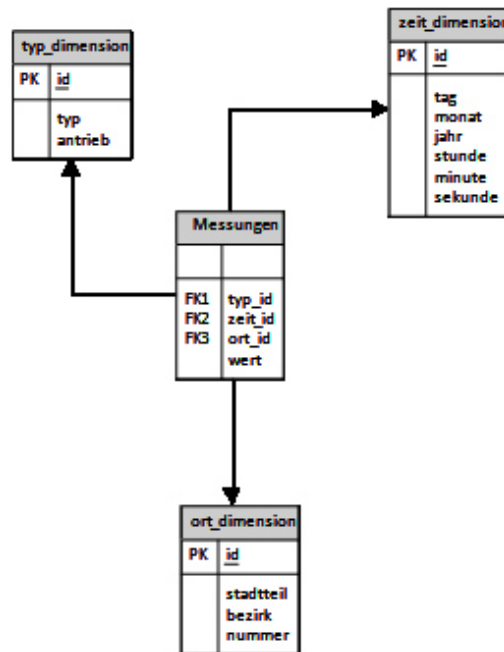 typ_dimension
PK id
typ
antrieb
zeit_dimension
PK id
tag
monat
jahr
stunde
minute
sekunde
Messungen
FK1 typ_id
FK2 zeit_id
FK3 ort_id
wert
ort_dimension
PK id
stadtteil
bezirk
nummer